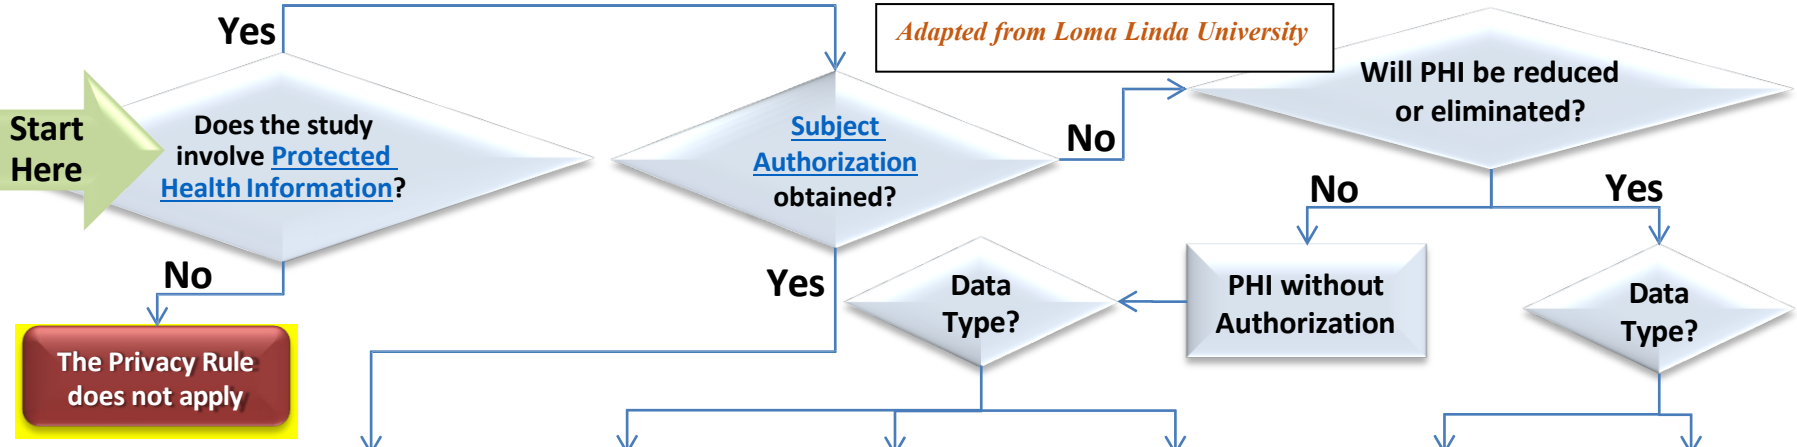 Yes
Adapted from Loma Linda University
Will PHI be reduced
or eliminated?
Start
Here
Does the study
involve Protected
Health Information?
Subject
Authorization
obtained?
No
No
Yes
No
Yes
Data
Type?
PHI without
Authorization
Data
Type?
The Privacy Rule
does not apply